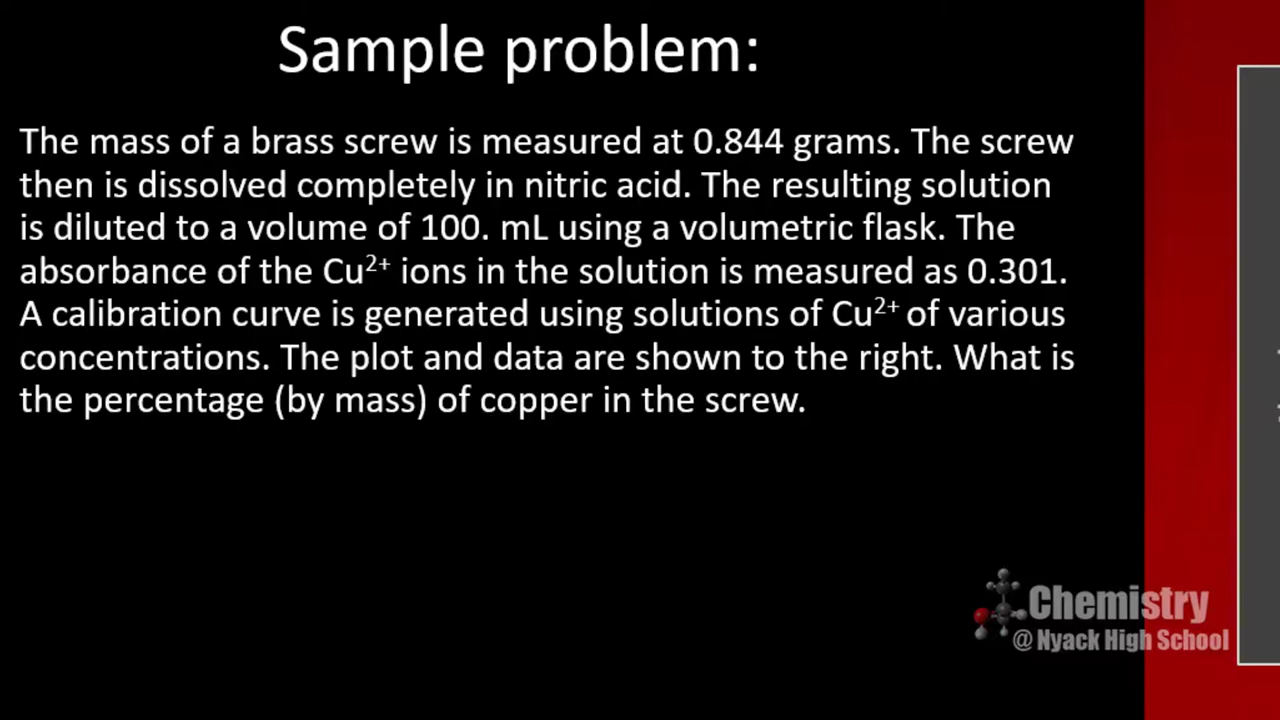 Sample problem:
The mass of a brass screw is measured at 0.844 grams. The screw
then is dissolved completely in nitric acid. The resulting solution
is diluted to a volume of 100. mL using a volumetric flask. The
absorbance of the Cu²⁺ ions in the solution is measured as 0.301.
A calibration curve is generated using solutions of Cu²⁺ of various
concentrations. The plot and data are shown to the right. What is
the percentage (by mass) of copper in the screw.
Chemistry
@ Nyack High School